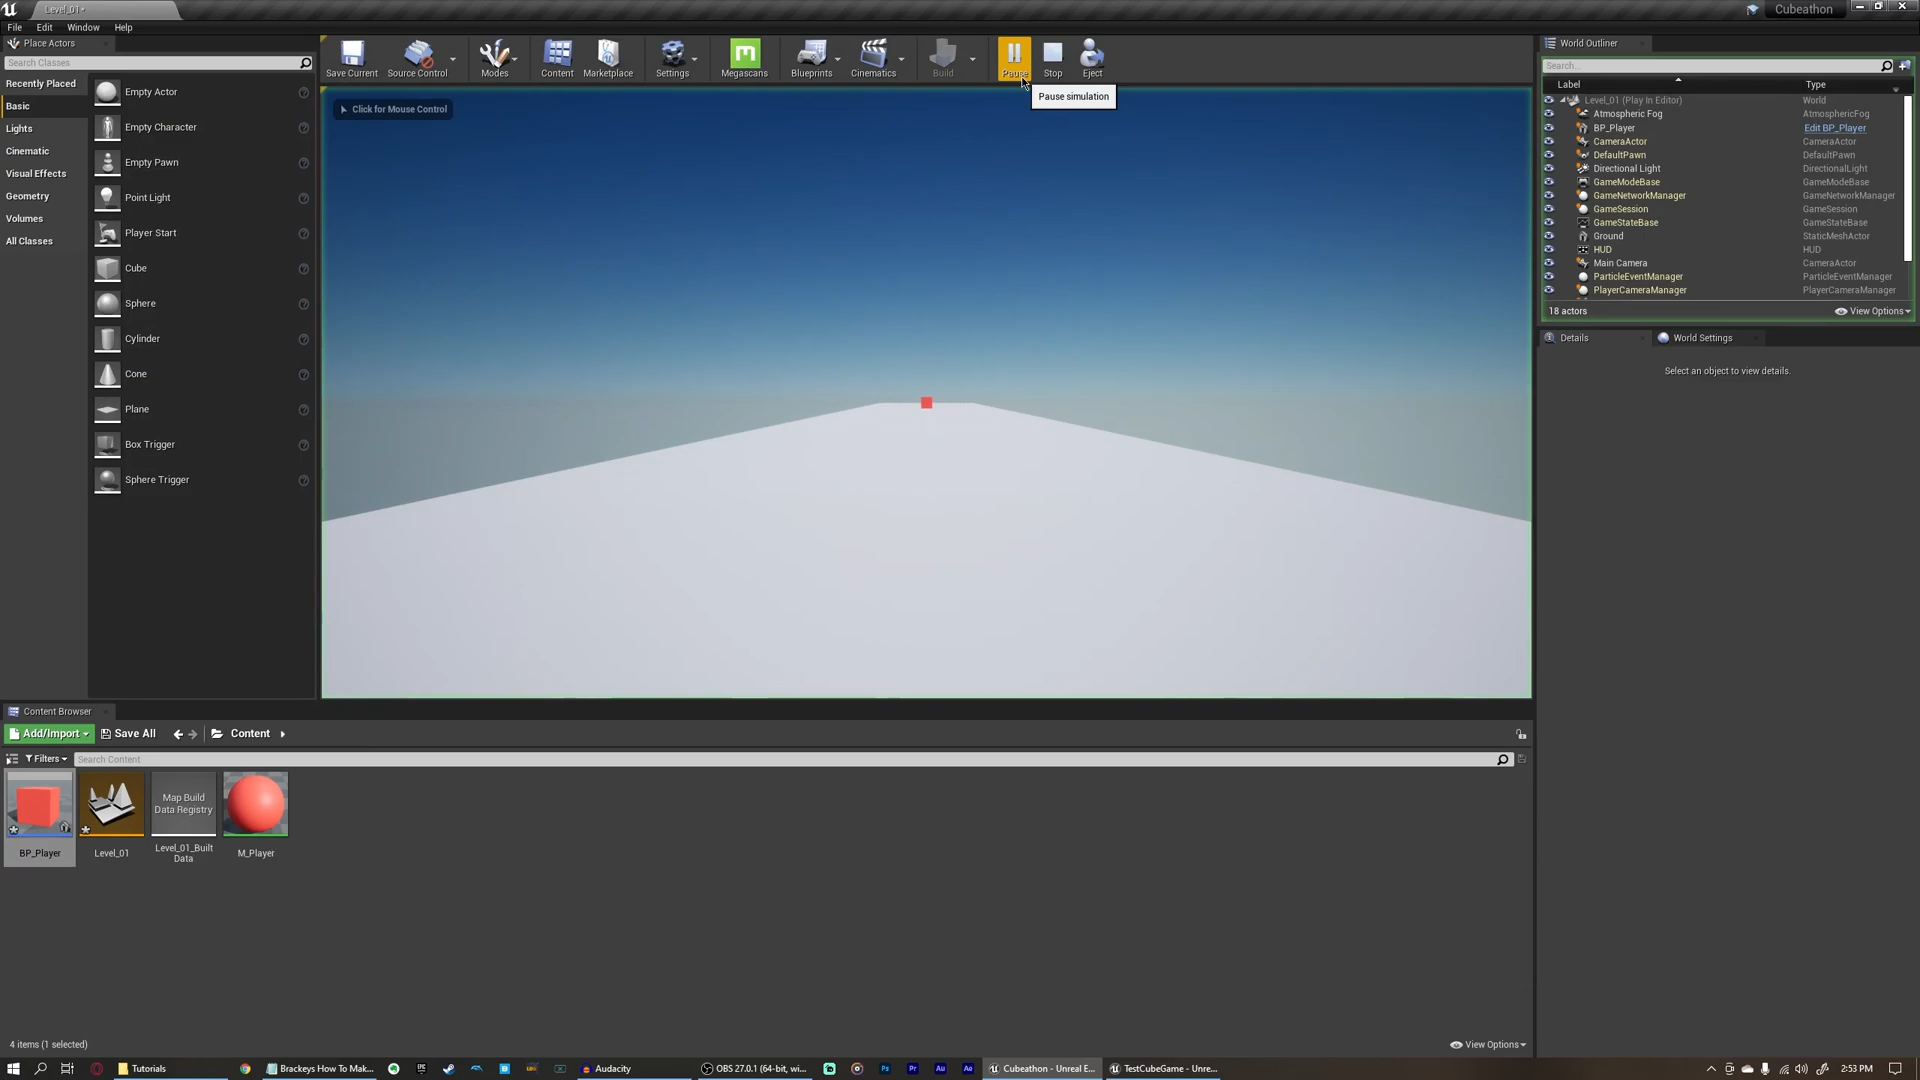 Level_01*
Cubeathon
File Edit Window Help
Place Actors
Search Classes
Recently Placed
Basic
Lights
Cinematic
Visual Effects
Geometry
Volumes
All Classes
Empty Actor
Empty Character
Empty Pawn
Point Light
Player Start
Cube
Sphere
Cylinder
Cone
Plane
Box Trigger
Sphere Trigger
Save Current
Source Control
Modes
Content
Marketplace
Settings
Megascans
Blueprints
Cinematics
Build
Pause
Stop
Eject
Pause simulation
Click for Mouse Control
World Outliner
Search...
Label Type
Level_01 (Play In Editor) World
Atmospheric Fog AtmosphericFog
BP_Player Edit BP_Player
CameraActor CameraActor
DefaultPawn DefaultPawn
Directional Light DirectionalLight
GameModeBase GameModeBase
GameNetworkManager GameNetworkManager
GameSession GameSession
GameStateBase GameStateBase
Ground StaticMeshActor
HUD HUD
Main Camera CameraActor
ParticleEventManager ParticleEventManager
PlayerCameraManager PlayerCameraManager
18 actors View Options
Details World Settings
Select an object to view details.
Content Browser
Add/Import Save All Content
Filters Search Content
BP_Player
Level_01
Map Build
Data Registry
Level_01_Built
Data
M_Player
4 items (1 selected) View Options
Tutorials
Brackeys How To Mak...
Audacity
OBS 27.0.1 (64-bit, wi...
Cubeathon - Unreal E...
TestCubeGame - Unre...
2:53 PM